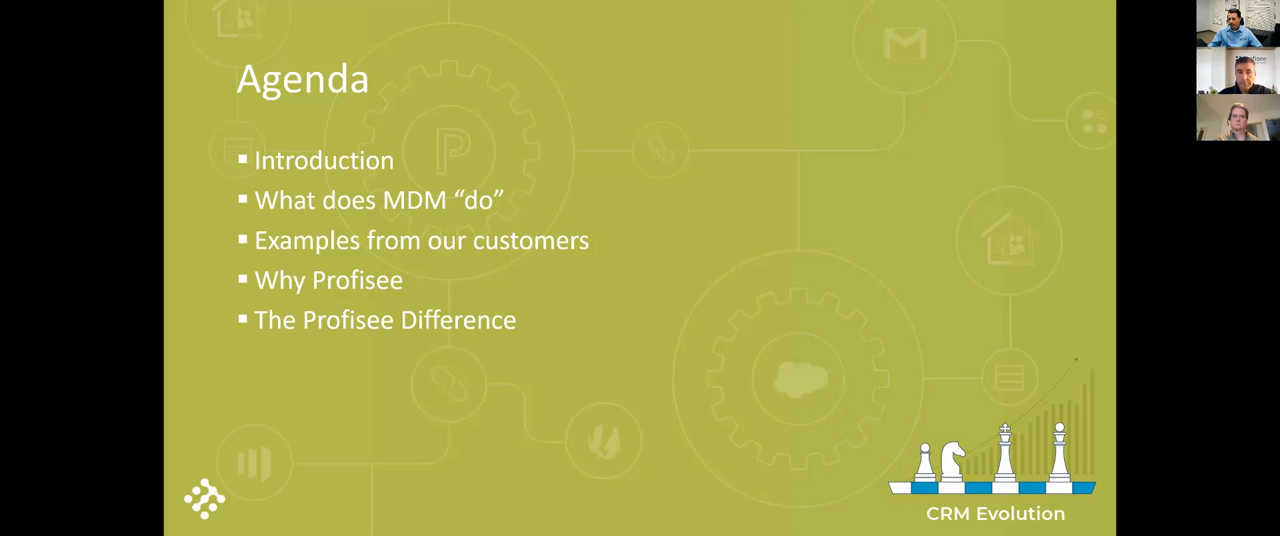 Agenda
▪ Introduction
▪ What does MDM “do”
▪ Examples from our customers
▪ Why Profisee
▪ The Profisee Difference
CRM Evolution